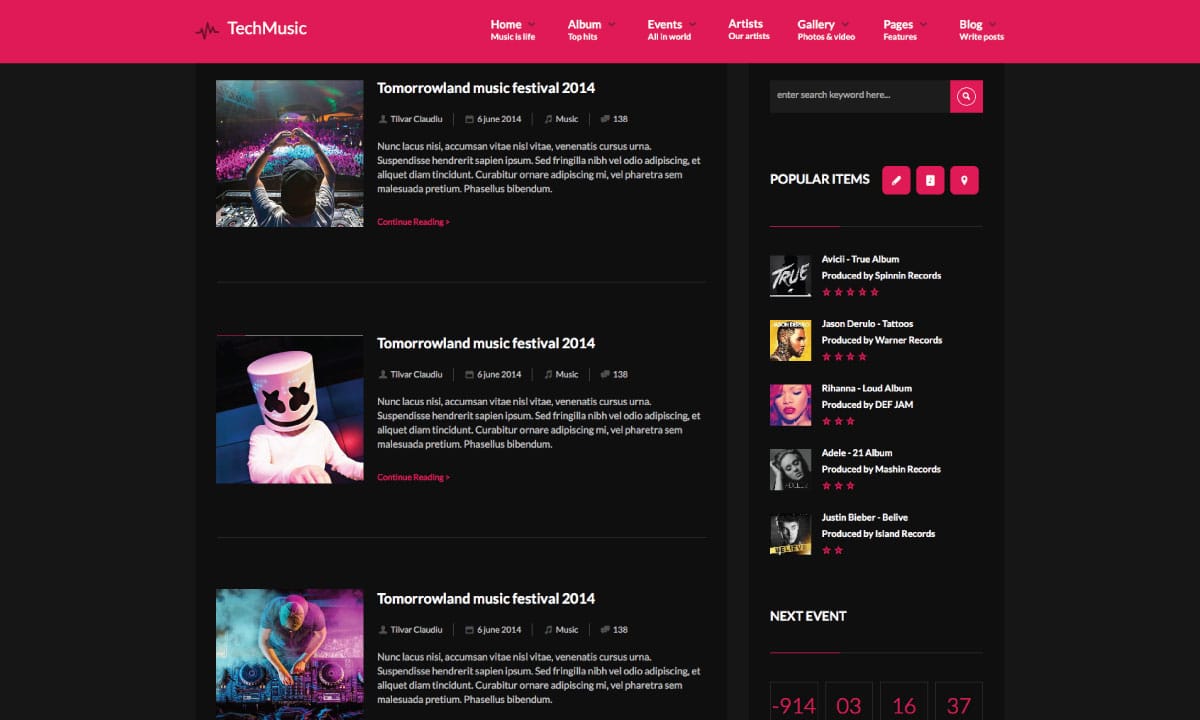 TechMusic
Home
Music is life
Album
Top hits
Events
All in world
Artists
Our artists
Gallery
Photos & video
Pages
Features
Blog
Write posts
Tomorrowland music festival 2014
Tilvar Claudiu
6 june 2014
Music
138
Nunc lacus nisi, accumsan vitae nisl vitae, venenatis cursus urna.
Suspendisse hendrerit sapien ipsum. Sed fringilla nibh vel odio adipiscing, et
aliquet diam tincidunt. Curabitur ornare adipiscing mi, vel pharetra sem
malesuada pretium. Phasellus bibendum.
Continue Reading >
Tomorrowland music festival 2014
Tilvar Claudiu
6 june 2014
Music
138
Nunc lacus nisi, accumsan vitae nisl vitae, venenatis cursus urna.
Suspendisse hendrerit sapien ipsum. Sed fringilla nibh vel odio adipiscing, et
aliquet diam tincidunt. Curabitur ornare adipiscing mi, vel pharetra sem
malesuada pretium. Phasellus bibendum.
Continue Reading >
Tomorrowland music festival 2014
Tilvar Claudiu
6 june 2014
Music
138
Nunc lacus nisi, accumsan vitae nisl vitae, venenatis cursus urna.
Suspendisse hendrerit sapien ipsum. Sed fringilla nibh vel odio adipiscing, et
aliquet diam tincidunt. Curabitur ornare adipiscing mi, vel pharetra sem
malesuada pretium. Phasellus bibendum.
enter search keyword here...
POPULAR ITEMS
TRUE
Avicii - True Album
Produced by Spinnin Records
JASON DERULO
Jason Derulo - Tattoos
Produced by Warner Records
Rihanna - Loud Album
Produced by DEF JAM
ADELE 21
Adele - 21 Album
Produced by Mashin Records
BELIEVE
Justin Bieber - Belive
Produced by Island Records
NEXT EVENT
-914
03
16
37